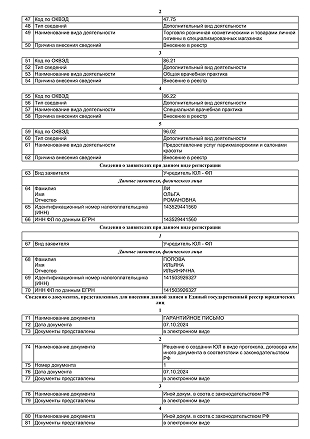 2
47 Код по ОКВЭД 47.75
48 Тип сведений Дополнительный вид деятельности
49 Наименование вида деятельности Торговля розничная косметическими и товарами личной
гигиены в специализированных магазинах
50 Причина внесения сведений Внесение в реестр
3
51 Код по ОКВЭД 86.21
52 Тип сведений Дополнительный вид деятельности
53 Наименование вида деятельности Общая врачебная практика
54 Причина внесения сведений Внесение в реестр
4
55 Код по ОКВЭД 86.22
56 Тип сведений Дополнительный вид деятельности
57 Наименование вида деятельности Специальная врачебная практика
58 Причина внесения сведений Внесение в реестр
5
59 Код по ОКВЭД 96.02
60 Тип сведений Дополнительный вид деятельности
61 Наименование вида деятельности Предоставление услуг парикмахерскими и салонами
красоты
62 Причина внесения сведений Внесение в реестр
Сведения о заявителях при данном виде регистрации
63 Вид заявителя Учредитель ЮЛ - ФЛ
Данные заявителя, физического лица
64 Фамилия ЛИ
Имя ОЛЬГА
Отчество РОМАНОВНА
65 Идентификационный номер налогоплательщика 143529441560
(ИНН)
66 ИНН ФЛ по данным ЕГРН 143529441560
Сведения о заявителях при данном виде регистрации
1
67 Вид заявителя Учредитель ЮЛ - ФЛ
Данные заявителя, физического лица
68 Фамилия ПОПОВА
Имя ИЛЬЯНА
Отчество ИЛЬИНИЧНА
69 Идентификационный номер налогоплательщика 141503926327
(ИНН)
70 ИНН ФЛ по данным ЕГРН 141503926327
Сведения о документах, представленных для внесения данной записи в Единый государственный реестр юридических
лиц
1
71 Наименование документа ГАРАНТИЙНОЕ ПИСЬМО
72 Дата документа 07.10.2024
73 Документы представлены в электронном виде
2
74 Наименование документа Решение о создании ЮЛ в виде протокола, договора или
иного документа в соответствии с законодательством
РФ
75 Номер документа 1
76 Дата документа 07.10.2024
77 Документы представлены в электронном виде
3
78 Наименование документа Иной докум. в соотв.с законодательством РФ
79 Документы представлены в электронном виде
4
80 Наименование документа Иной докум. в соотв.с законодательством РФ
81 Документы представлены в электронном виде